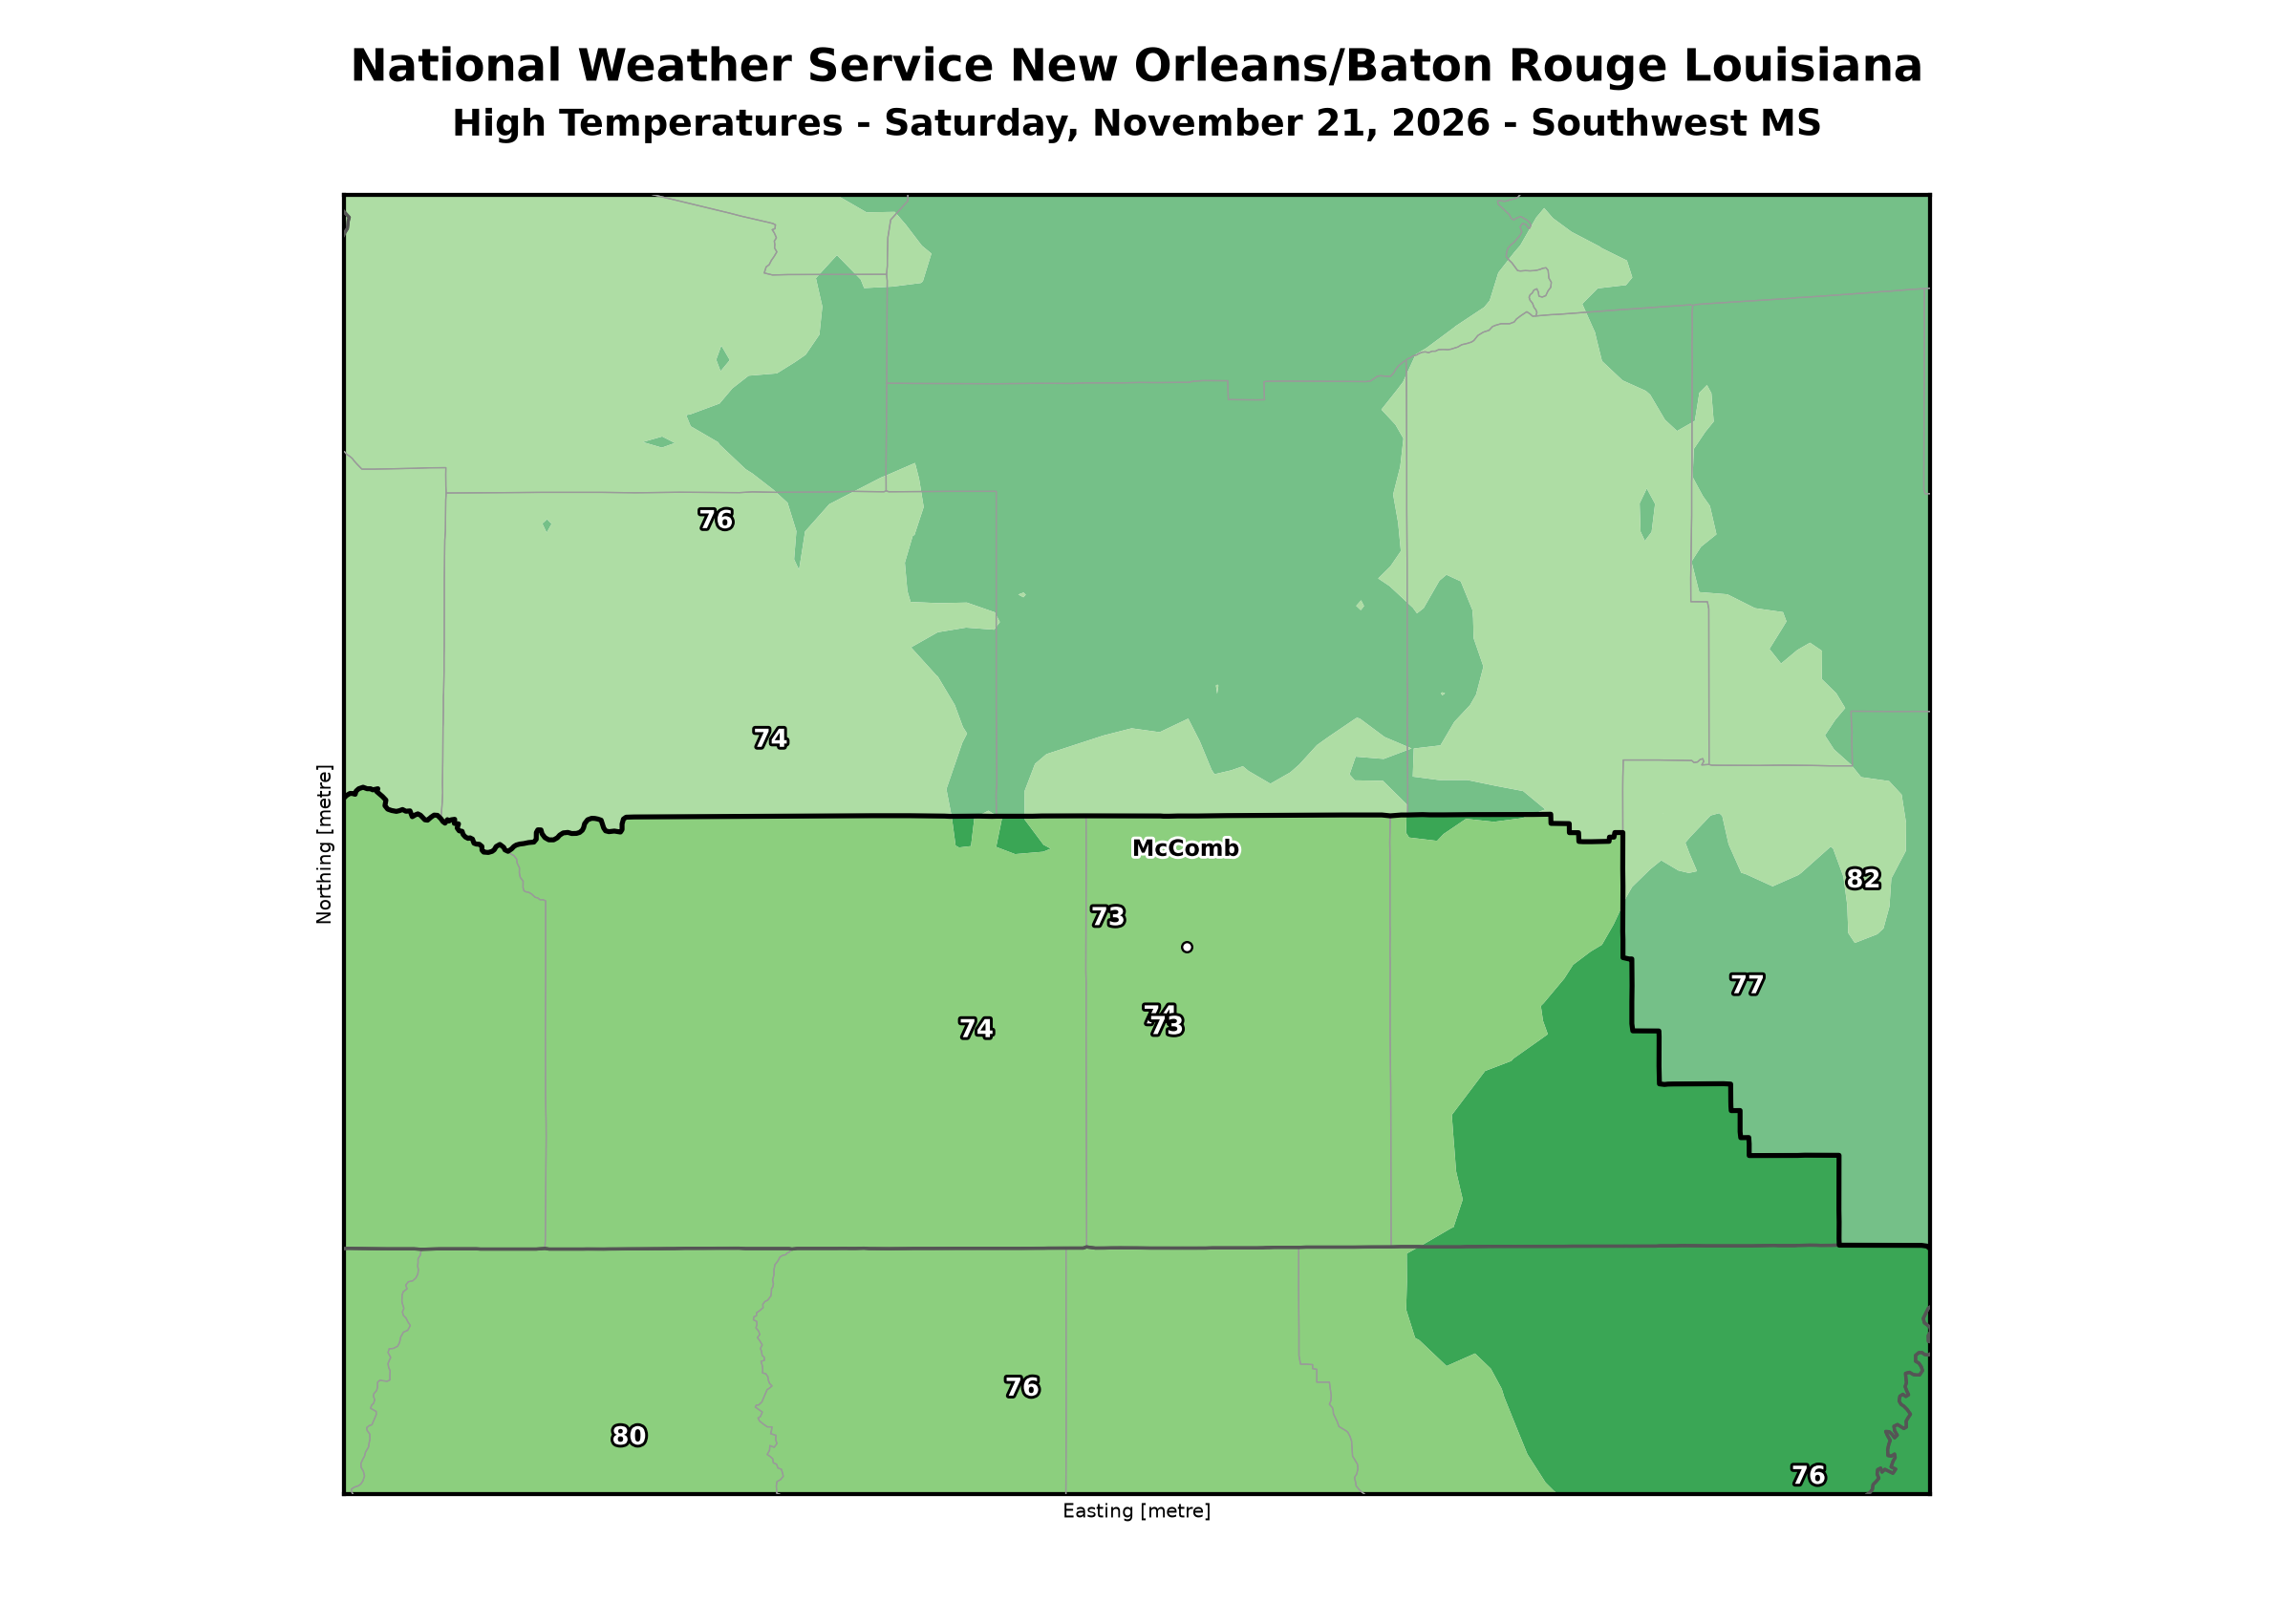 National Weather Service New Orleans/Baton Rouge Louisiana
High Temperatures - Saturday, November 21, 2026 - Southwest MS
76
74
McComb
82
73
77
74
73
74
76
80
76
Northing [metre]
Easting [metre]